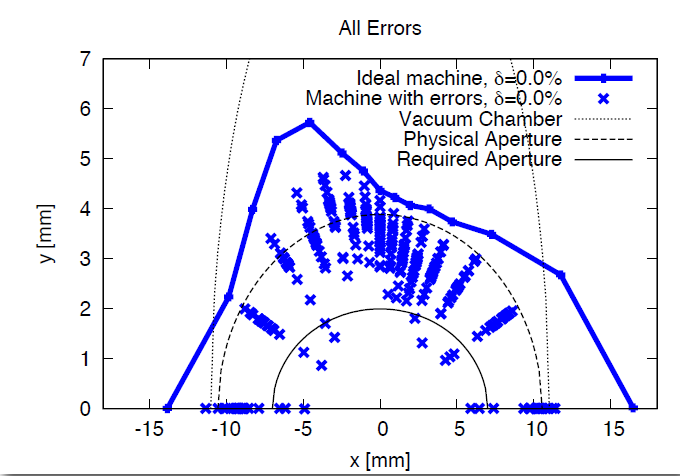 All Errors
7
6
5
4
3
2
1
0
y [mm]
Ideal machine, δ=0.0%
Machine with errors, δ=0.0%
Vacuum Chamber
Physical Aperture
Required Aperture
-15 -10 -5 0 5 10 15
x [mm]